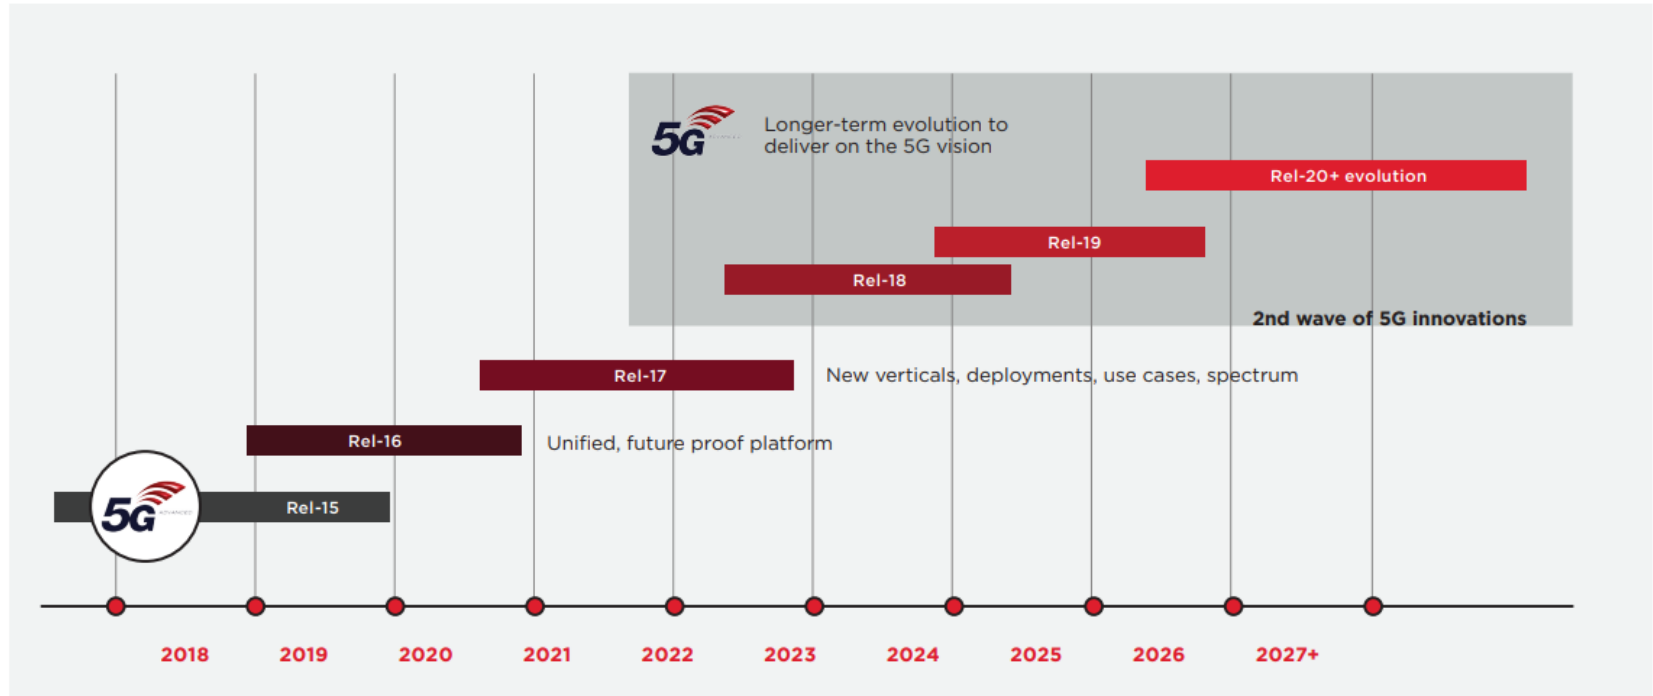 5G
Longer-term evolution to
deliver on the 5G vision
Rel-20+ evolution
Rel-19
Rel-18
2nd wave of 5G innovations
Rel-17
New verticals, deployments, use cases, spectrum
Rel-16
Unified, future proof platform
5G ADVANCED
Rel-15
2018 2019 2020 2021 2022 2023 2024 2025 2026 2027+